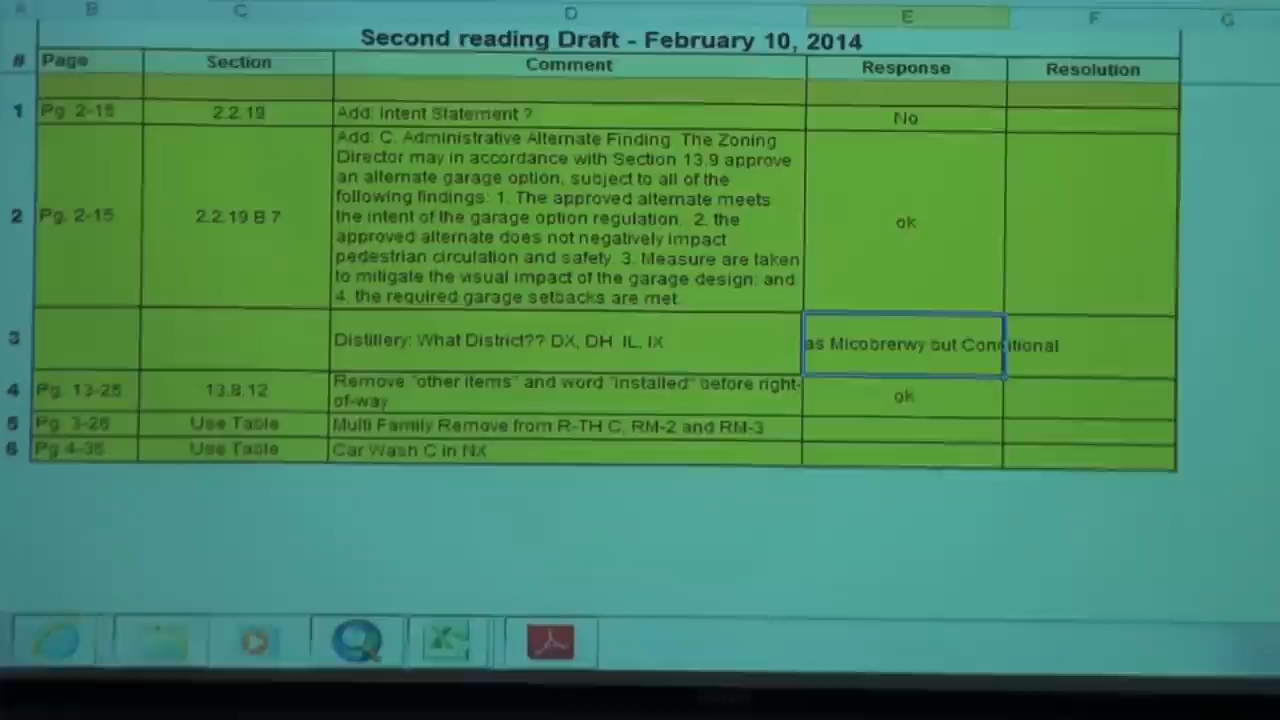 A B C D E F G
Second reading Draft - February 10, 2014
# Page Section Comment Response Resolution
1 Pg. 2-15 2.2.19 Add: Intent Statement ? No
2 Pg. 2-15 2.2.19 B 7 Add: C. Administrative Alternate Finding. The Zoning
Director may in accordance with Section 13.9 approve
an alternate garage option, subject to all of the
following findings: 1. The approved alternate meets
the intent of the garage option regulation. 2. the
approved alternate does not negatively impact
pedestrian circulation and safety. 3. Measure are taken
to mitigate the visual impact of the garage design; and
4. the required garage setbacks are met.
ok
3 Distillery: What District?? DX, DH IL, IX as Micobrerwy but Conditional
4 Pg. 13-25 13.8.12 Remove "other items" and word "installed" before right-
of-way
ok
5 Pg. 3-26 Use Table Multi Family Remove from R-TH C, RM-2 and RM-3
6 Pg 4-35 Use Table Car Wash C in NX